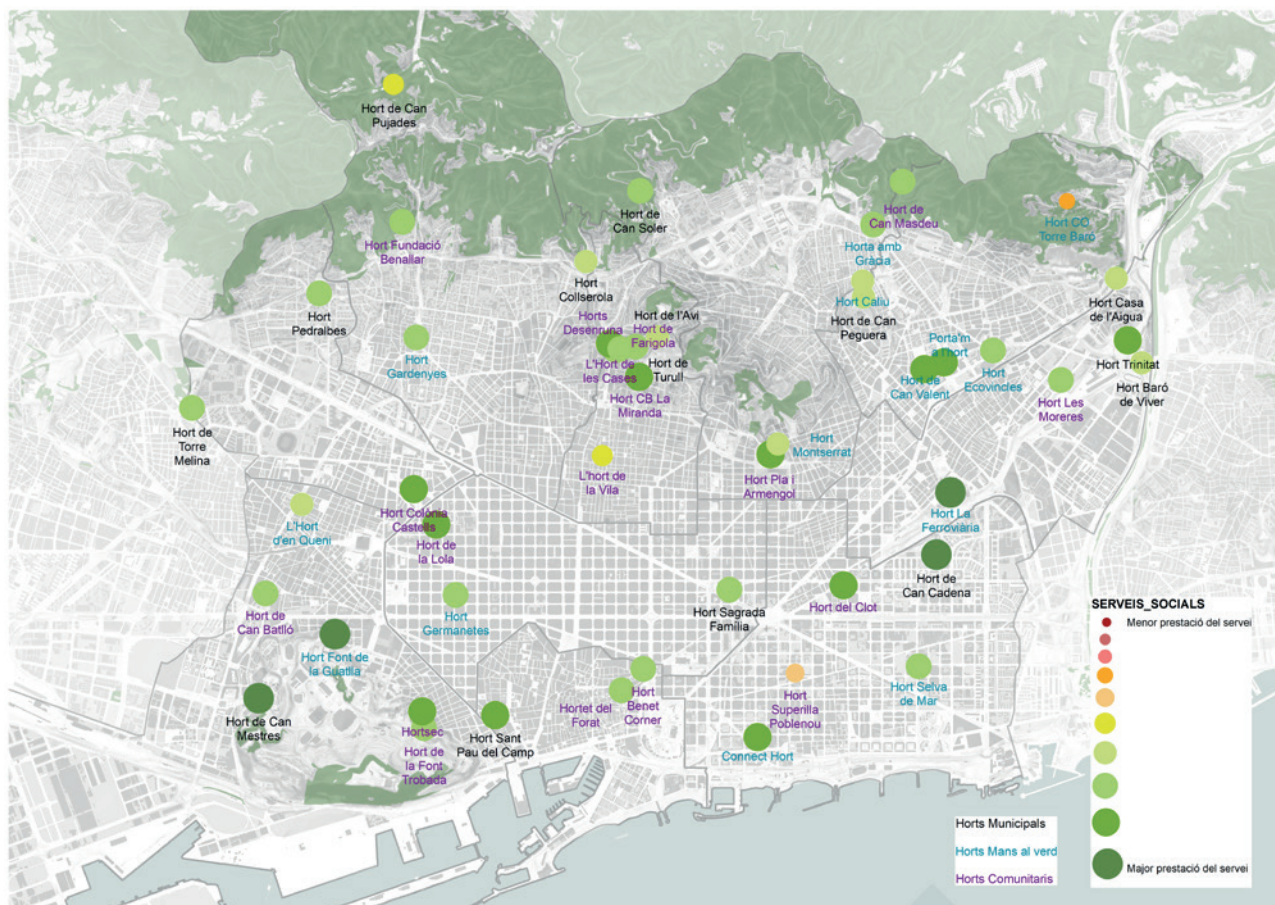 Hort de Can
Pujades
Hort de
Can Soler
Hort de
Can Masdeu
Hort CO
Torre Baró
Hort Fundació
Benallar
Horta amb
Gràcia
Hort
Collserola
Hort
Pedralbes
Hort Caliu
Hort de Can
Peguera
Hort Casa
de l'Aigua
Horts
Desenruna
Hort de l'Avi
Hort de
Farigola
L'Hort de
les Cases
Hort de
Turull
Hort CB La
Miranda
Hort
Gardenyes
Porta'm
a l'hort
Hort de
Can Valent
Hort
Ecovincles
Hort Trinitat
Hort Baró
de Viver
Hort Les
Moreres
Hort de
Torre
Melina
Hort
Montserrat
Hort Pla i
Armengol
L'hort de
la Vila
Hort Colònia
Castells
Hort de
la Lola
L'Hort
d'en Queni
Hort La
Ferroviària
Hort de
Can Cadena
Hort de
Can Batlló
Hort
Germanetes
Hort Sagrada
Família
Hort del Clot
Hort Font de
la Guatlla
Hort de Can
Mestres
Hortsec
Hort de
la Font
Trobada
Hort Sant
Pau del Camp
Hortet del
Forat
Hort
Benet
Corner
Hort
Superilla
Poblenou
Connect Hort
Hort Selva
de Mar
SERVEIS_SOCIALS
Menor prestació del servei
Major prestació del servei
Horts Municipals
Horts Mans al verd
Horts Comunitaris